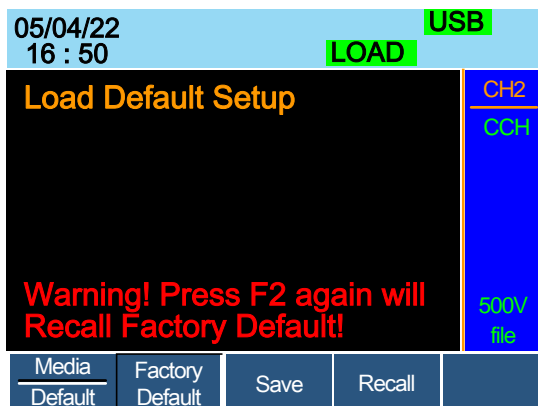 05/04/22
USB
16 : 50
LOAD
Load Default Setup
CH2
CCH
Warning! Press F2 again will
Recall Factory Default!
500V
file
Media
Default
Factory
Default
Save
Recall